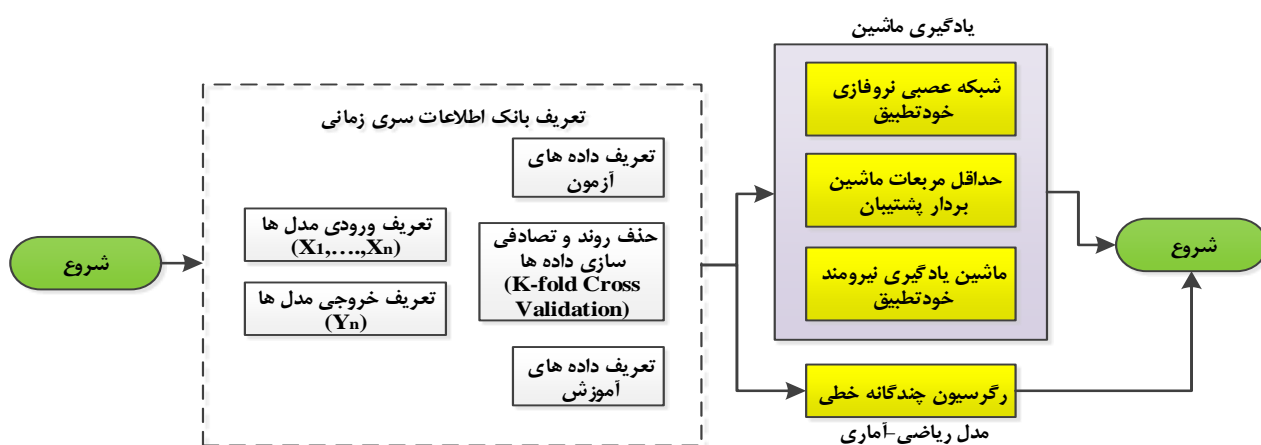 شروع
تعریف بانک اطلاعات سری زمانی
تعریف ورودی مدل ها
(X1,....,Xn)
تعریف خروجی مدل ها
(Yn)
تعریف داده های
آزمون
حذف روند و تصادفی
سازی داده ها
(K-fold Cross
Validation)
تعریف داده های
آموزش
یادگیری ماشین
شبکه عصبی نروفازی
خودتطبیق
حداقل مربعات ماشین
بردار پشتیبان
ماشین یادگیری نیرومند
خودتطبیق
رگرسیون چندگانه خطی
مدل ریاضی-آماری
شروع